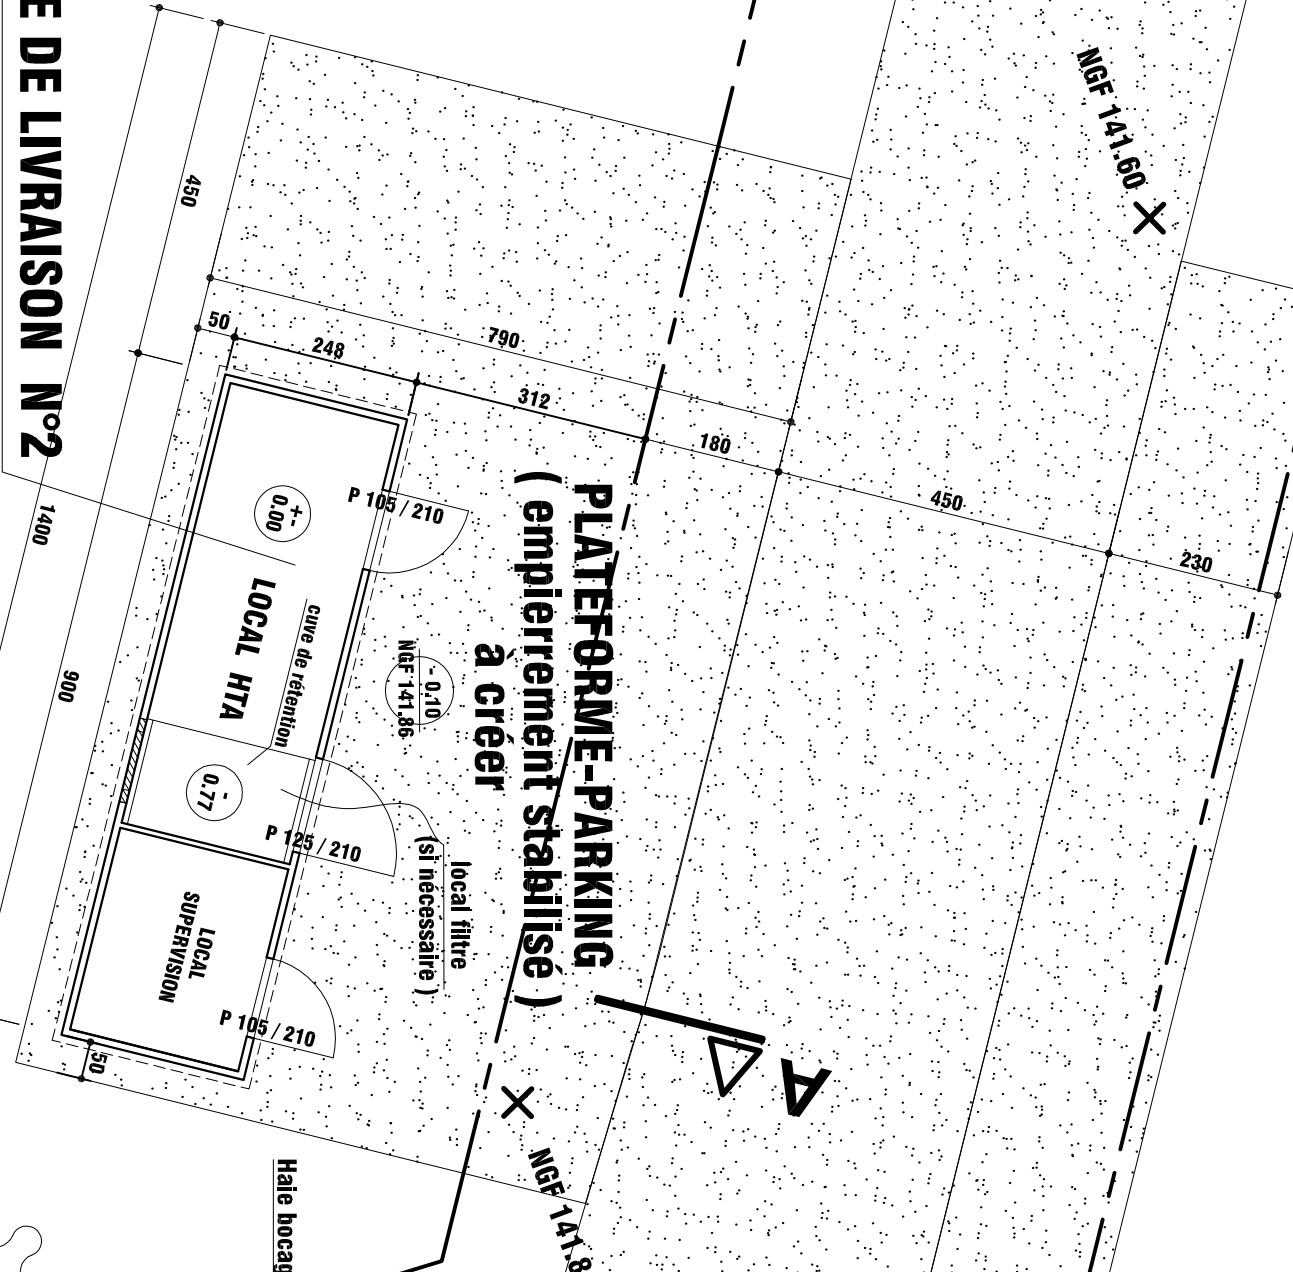 E DE LIVRAISON N°2
NGF 141.60
450
50
248
790
312
180
450
230
1400
900
P 105 / 210
+-
0.00
LOCAL HTA
cuve de rétention
- 0.10
NGF 141.86
PLATEFORME-PARKING
( empierrement stabilisé )
à créer
-
0.77
P 125 / 210
local filtre
(si nécessaire )
LOCAL
SUPERVISION
P 105 / 210
50
A
NGF 141.8
Haie bocag